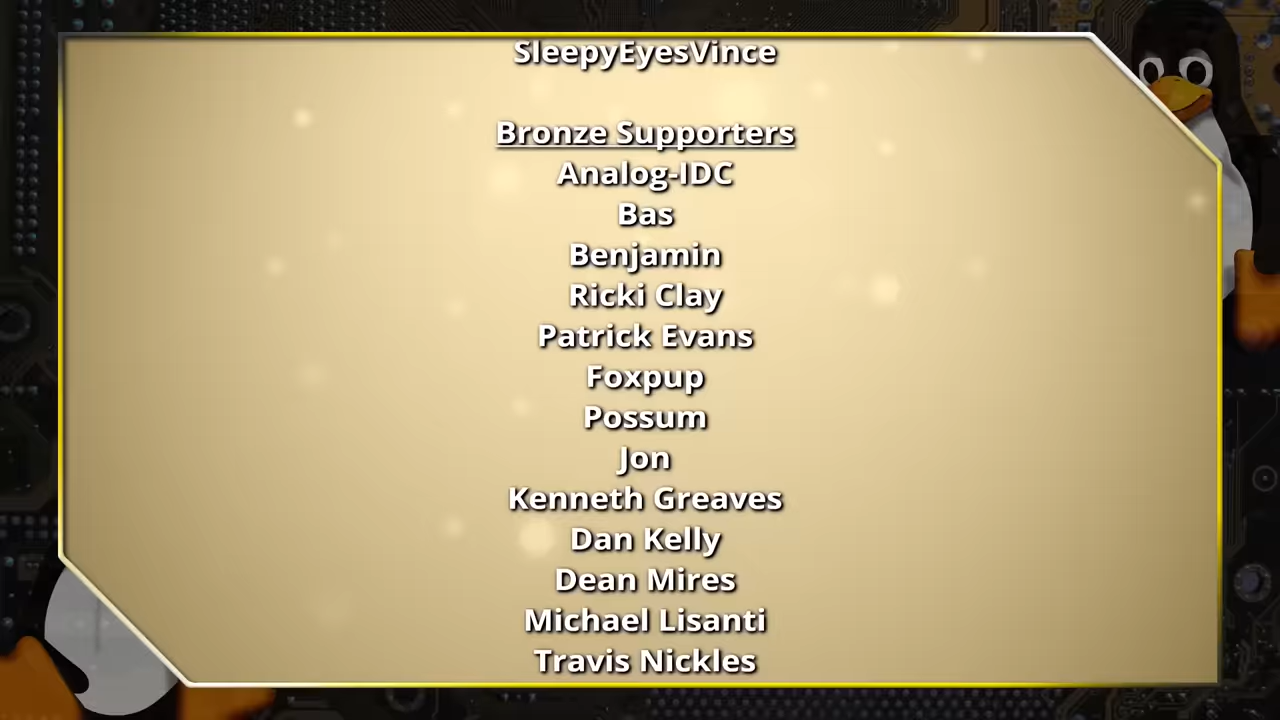 SleepyEyesVince
Bronze Supporters
Analog-IDC
Bas
Benjamin
Ricki Clay
Patrick Evans
Foxpup
Possum
Jon
Kenneth Greaves
Dan Kelly
Dean Mires
Michael Lisanti
Travis Nickles